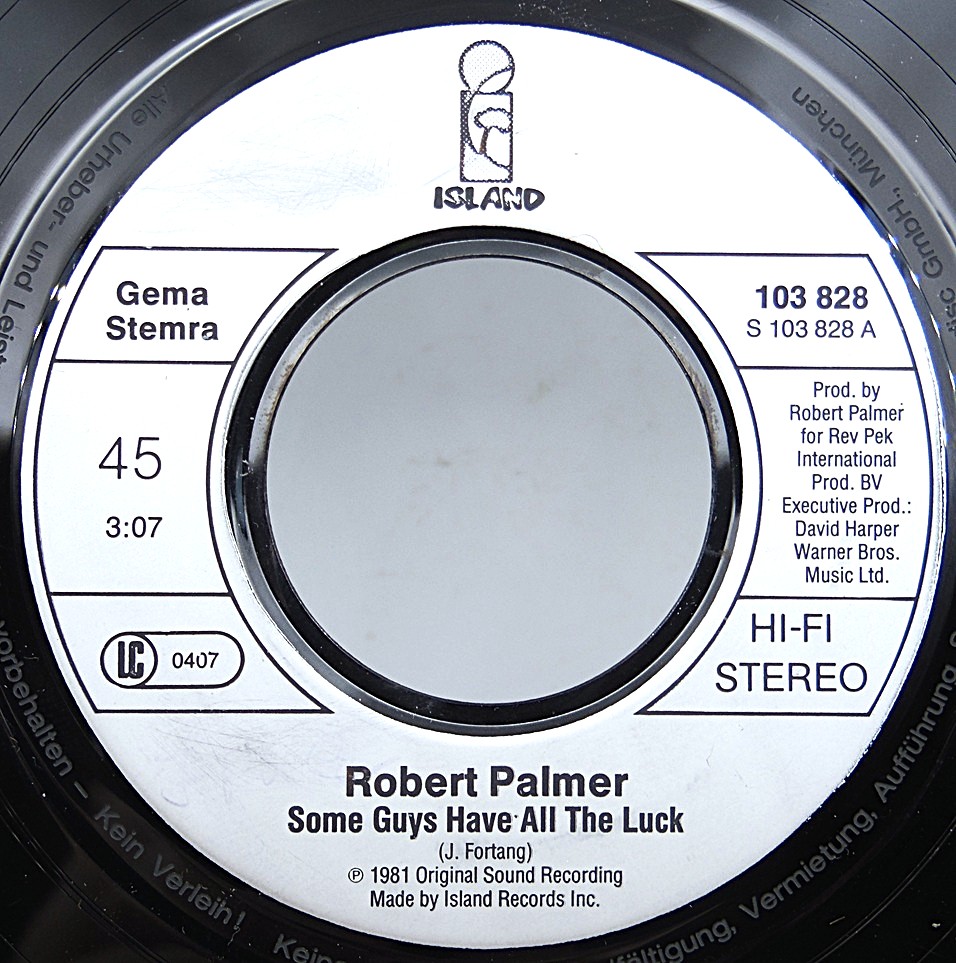 ISLAND
Gema
Stemra
45
3:07
LC 0407
103 828
S 103 828 A
Prod. by
Robert Palmer
for Rev Pek
International
Prod. BV
Executive Prod.:
David Harper
Warner Bros.
Music Ltd.
HI-FI
STEREO
Robert Palmer
Some Guys Have All The Luck
(J. Fortang)
℗ 1981 Original Sound Recording
Made by Island Records Inc.
Alle Urheber- und
vorbehalten – Kein Verleih!
Vermietung, Aufführung,
GmbH., München